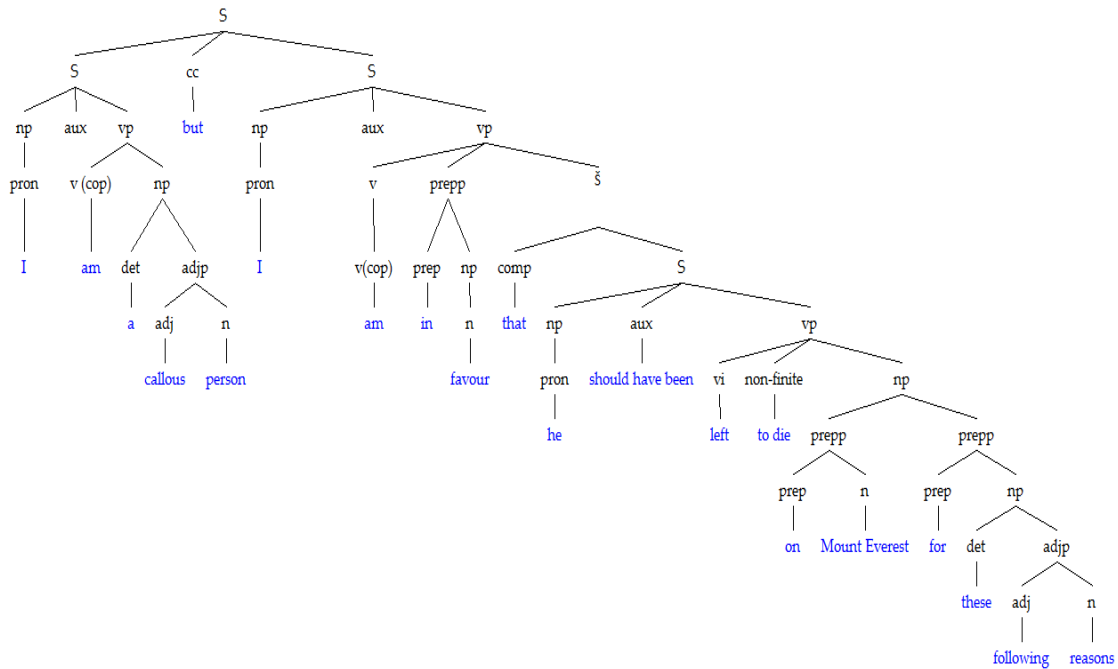 S
S cc S
np aux vp but np aux vp
pron v (cop) np pron v prepp š
I am det adjp I v(cop) prep np comp S
a adj n am in n that np aux vp
callous person favour pron should have been vi non-finite np
he left to die prepp prepp
prep n prep np
on Mount Everest for det adjp
these adj n
following reasons